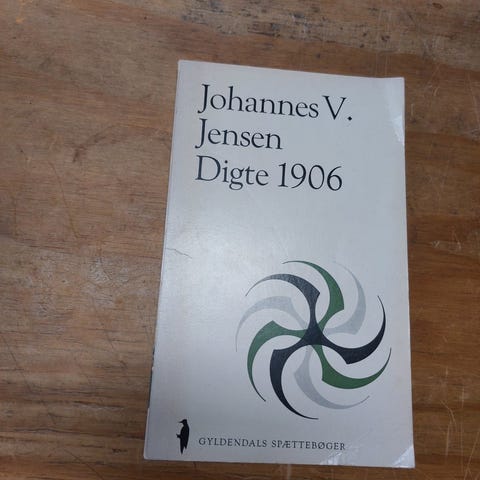 Johannes V.
Jensen
Digte 1906
GYLDENDALS SPÆTTEBØGER